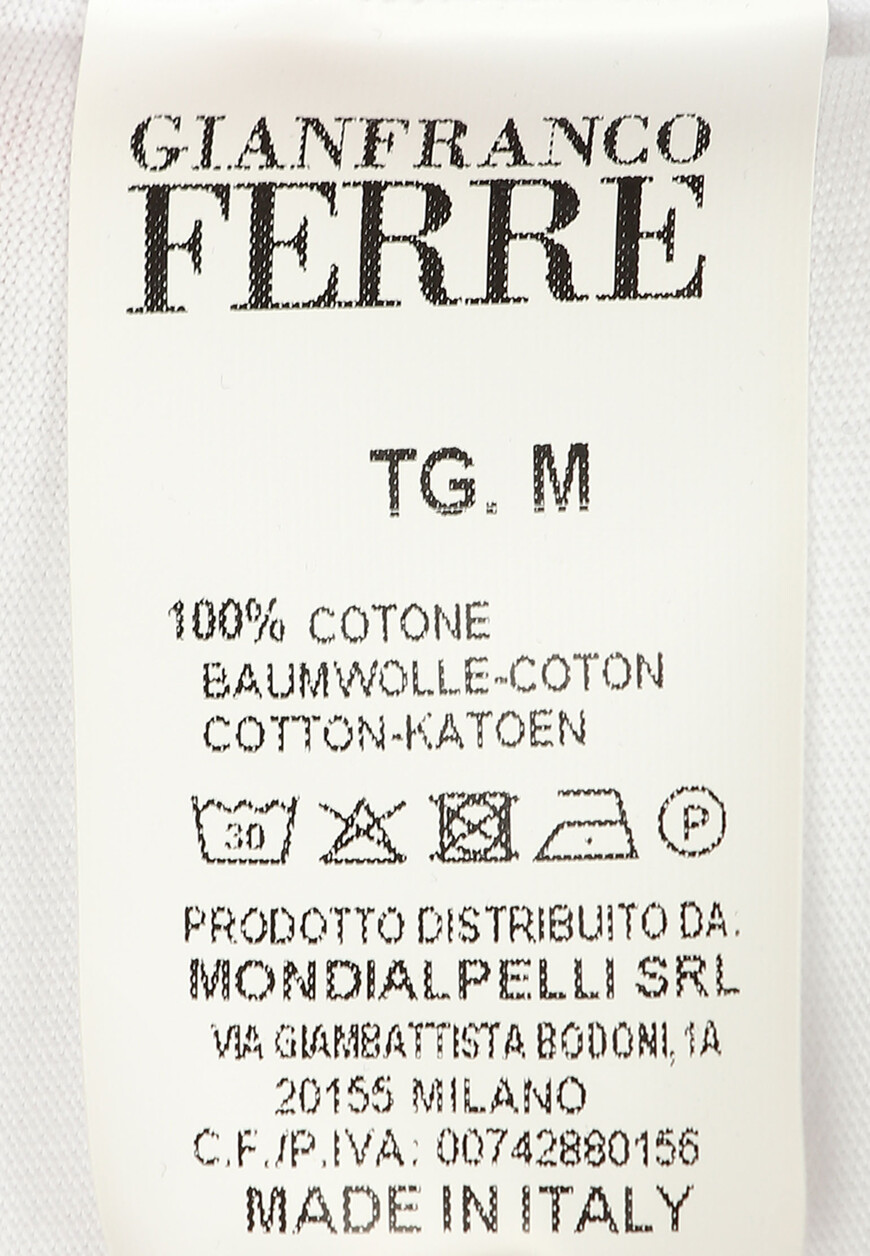 GIANFRANCO
FERRE
TG. M
100% COTONE
BAUMWOLLE-COTON
COTTON-KATOEN
30 P
PRODOTTO DISTRIBUITO DA:
MONDIALPELLI SRL
VIA GIAMBATTISTA BODONI, 1A
20155 MILANO
C.F./P.IVA: 00742880156
MADE IN ITALY